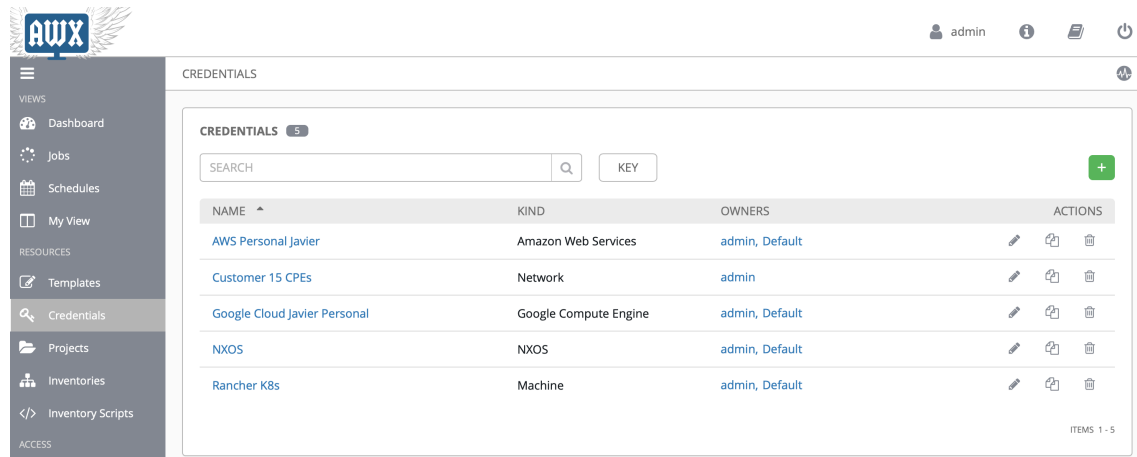 AWX
admin
CREDENTIALS
VIEWS
Dashboard
Jobs
Schedules
My View
RESOURCES
Templates
Credentials
Projects
Inventories
</> Inventory Scripts
ACCESS
CREDENTIALS 5
SEARCH
KEY
+
NAME KIND OWNERS ACTIONS
AWS Personal Javier Amazon Web Services admin, Default
Customer 15 CPEs Network admin
Google Cloud Javier Personal Google Compute Engine admin, Default
NXOS NXOS admin, Default
Rancher K8s Machine admin, Default
ITEMS 1 - 5